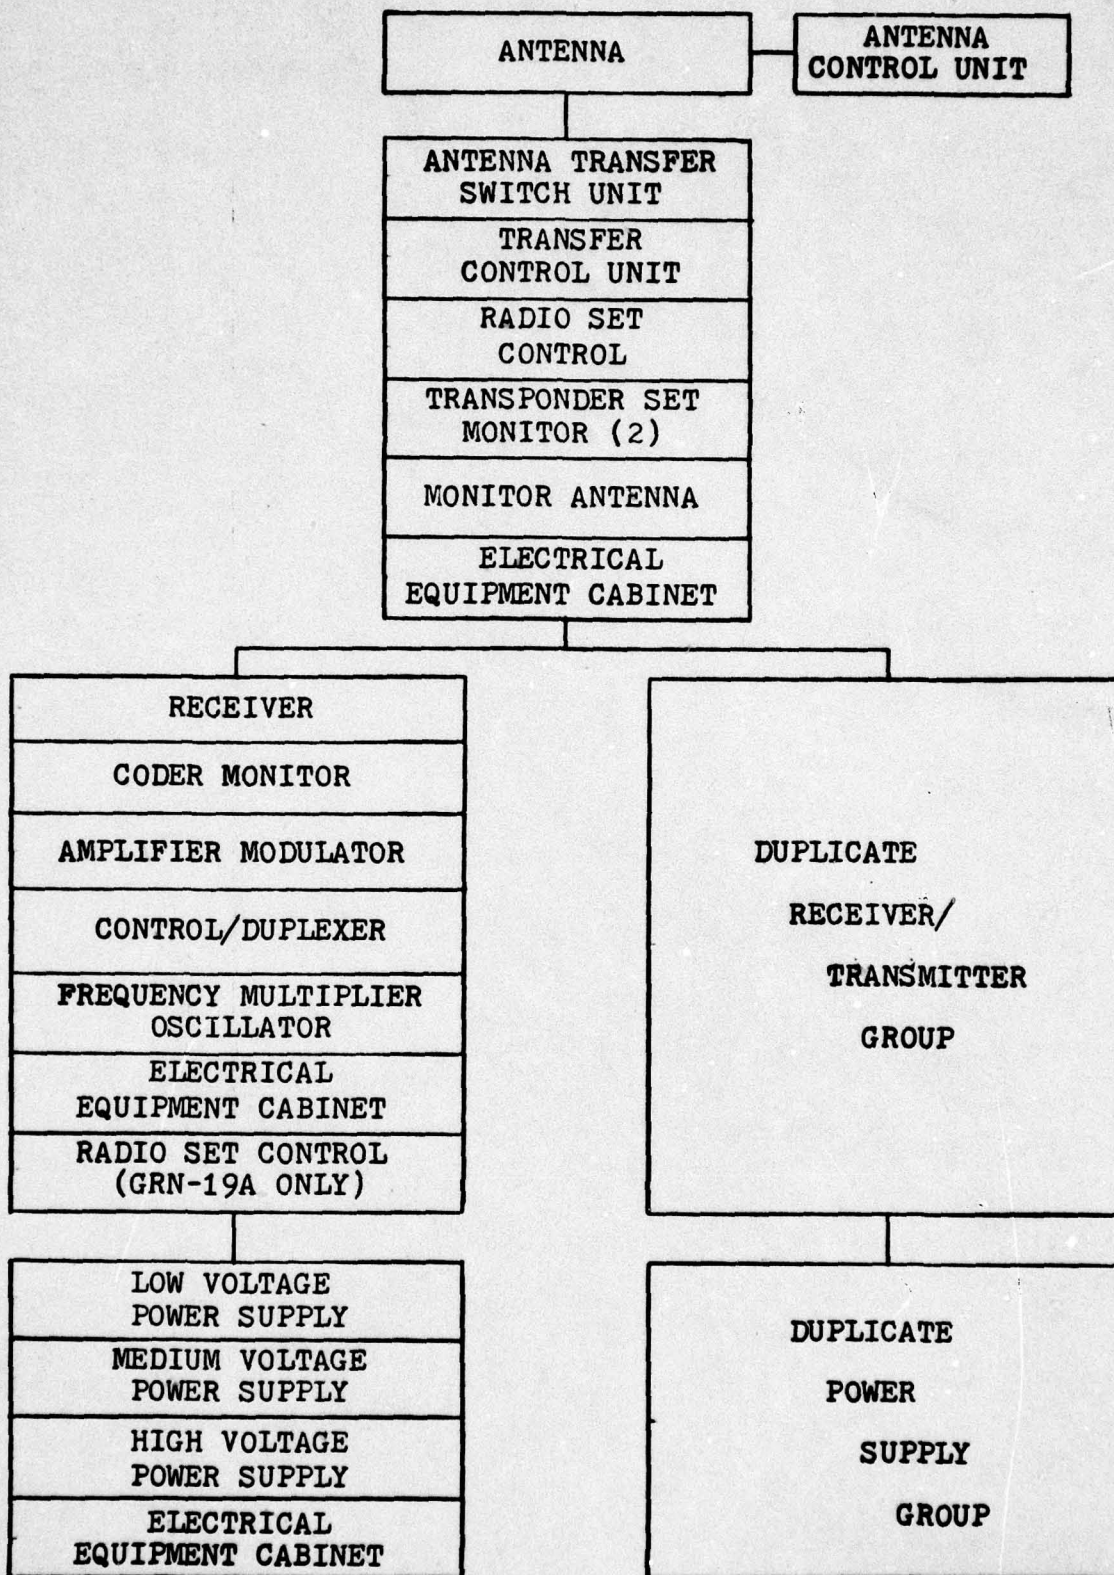 ANTENNA
ANTENNA
CONTROL UNIT
ANTENNA TRANSFER
SWITCH UNIT
TRANSFER
CONTROL UNIT
RADIO SET
CONTROL
TRANSPONDER SET
MONITOR (2)
MONITOR ANTENNA
ELECTRICAL
EQUIPMENT CABINET
RECEIVER
CODER MONITOR
AMPLIFIER MODULATOR
CONTROL/DUPLEXER
FREQUENCY MULTIPLIER
OSCILLATOR
ELECTRICAL
EQUIPMENT CABINET
RADIO SET CONTROL
(GRN-19A ONLY)
DUPLICATE
RECEIVER/
TRANSMITTER
GROUP
LOW VOLTAGE
POWER SUPPLY
MEDIUM VOLTAGE
POWER SUPPLY
HIGH VOLTAGE
POWER SUPPLY
ELECTRICAL
EQUIPMENT CABINET
DUPLICATE
POWER
SUPPLY
GROUP